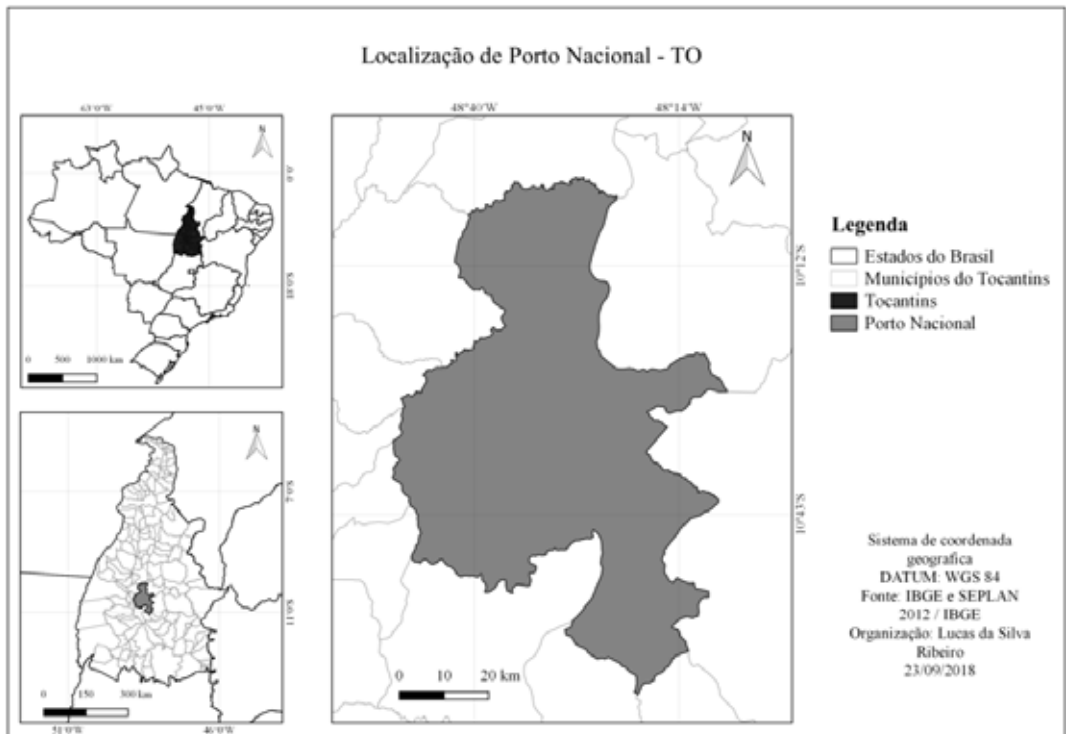 Localização de Porto Nacional - TO
63°0'W 45°0'W
N
0°0'
18°0'S
0 500 1000 km
N
7°0'S
11°0'S
0 150 300 km
51°0'W 46°0'W
48°40'W 48°14'W
N
10°12'S
10°43'S
0 10 20 km
Legenda
Estados do Brasil
Municípios do Tocantins
Tocantins
Porto Nacional
Sistema de coordenada
geografica
DATUM: WGS 84
Fonte: IBGE e SEPLAN
2012 / IBGE
Organização: Lucas da Silva
Ribeiro
23/09/2018